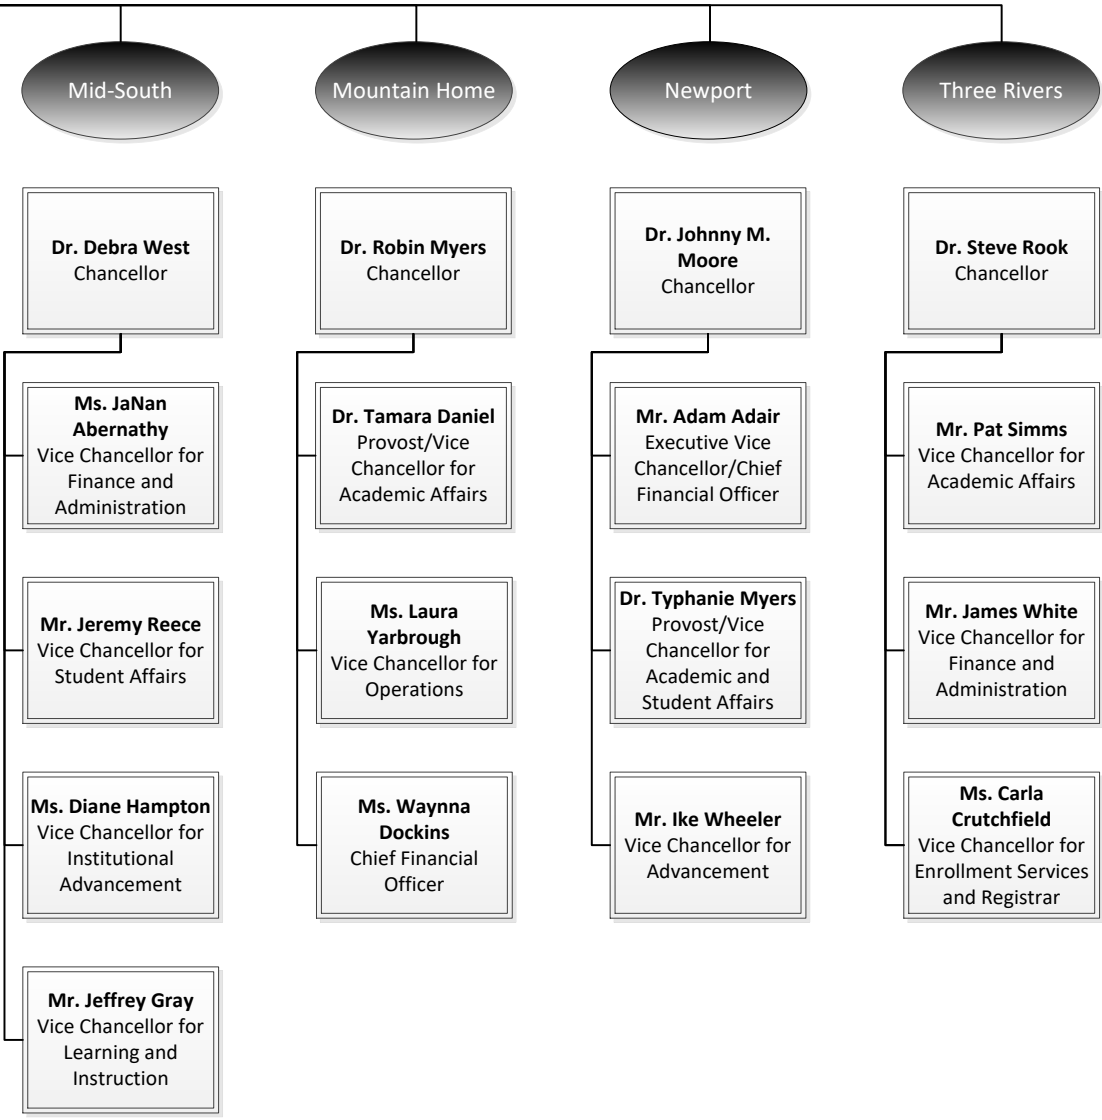 Mid-South
Mountain Home
Newport
Three Rivers
Dr. Debra West
Chancellor
Dr. Robin Myers
Chancellor
Dr. Johnny M.
Moore
Chancellor
Dr. Steve Rook
Chancellor
Ms. JaNan
Abernathy
Vice Chancellor for
Finance and
Administration
Dr. Tamara Daniel
Provost/Vice
Chancellor for
Academic Affairs
Mr. Adam Adair
Executive Vice
Chancellor/Chief
Financial Officer
Mr. Pat Simms
Vice Chancellor for
Academic Affairs
Mr. Jeremy Reece
Vice Chancellor for
Student Affairs
Ms. Laura
Yarbrough
Vice Chancellor for
Operations
Dr. Typhanie Myers
Provost/Vice
Chancellor for
Academic and
Student Affairs
Mr. James White
Vice Chancellor for
Finance and
Administration
Ms. Diane Hampton
Vice Chancellor for
Institutional
Advancement
Ms. Waynna
Dockins
Chief Financial
Officer
Mr. Ike Wheeler
Vice Chancellor for
Advancement
Ms. Carla
Crutchfield
Vice Chancellor for
Enrollment Services
and Registrar
Mr. Jeffrey Gray
Vice Chancellor for
Learning and
Instruction